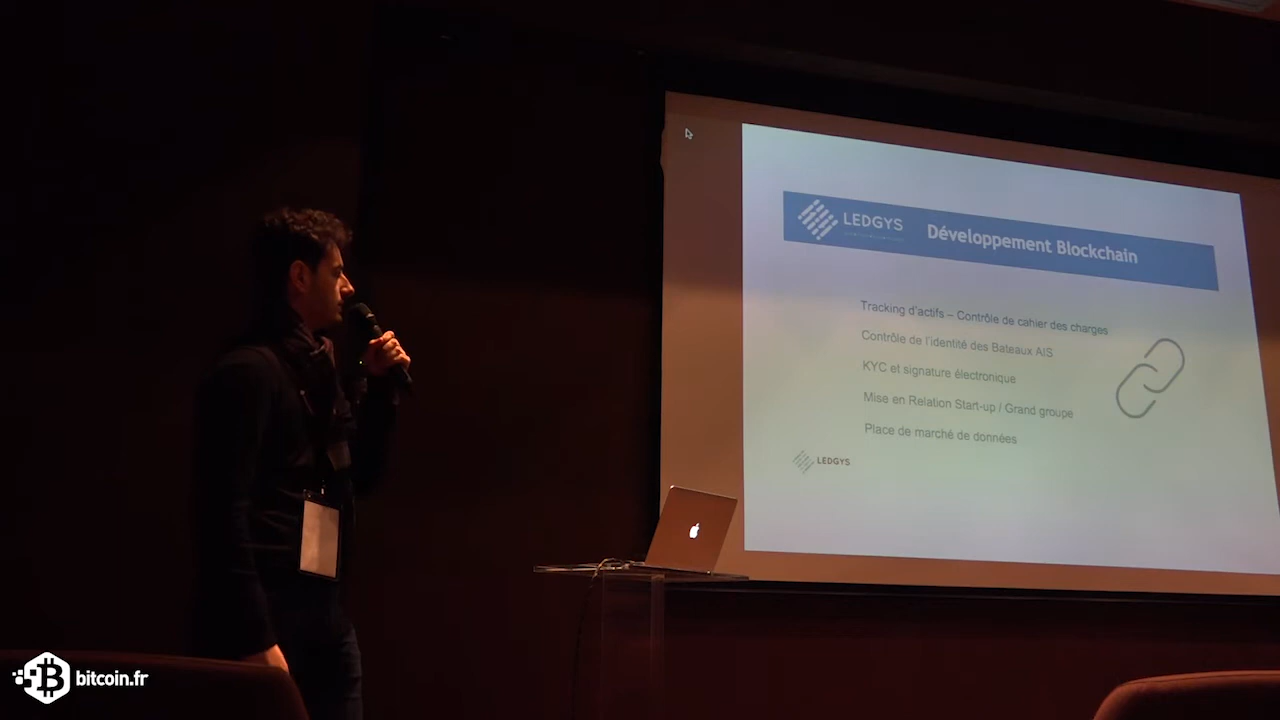 LEDGYS
Développement Blockchain
Tracking d'actifs – Contrôle de cahier des charges
Contrôle de l'identité des Bateaux AIS
KYC et signature électronique
Mise en Relation Start-up / Grand groupe
Place de marché de données
LEDGYS
bitcoin.fr